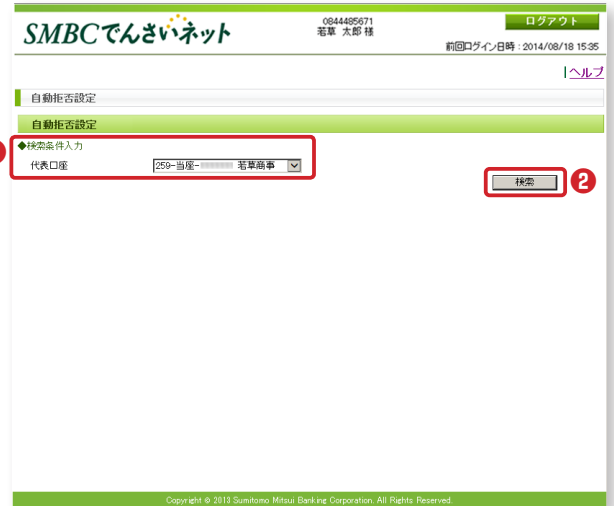 SMBCでんさいネット
0844485671
若草 太郎 様
ログアウト
前回ログイン日時：2014/08/18 15:35
|ヘルプ
自動拒否設定
自動拒否設定
◆検索条件入力
代表口座 259-当座- 若草商事
検索 2
Copyright © 2013 Sumitomo Mitsui Banking Corporation. All Rights Reserved.